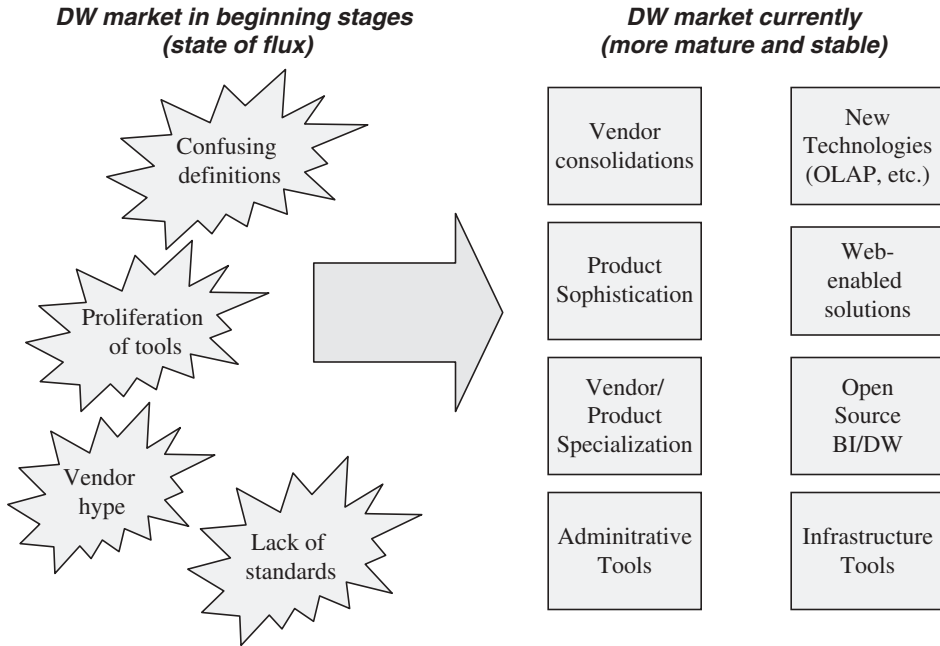 DW market in beginning stages
(state of flux)
Confusing
definitions
Proliferation
of tools
Vendor
hype
Lack of
standards
DW market currently
(more mature and stable)
Vendor
consolidations
New
Technologies
(OLAP, etc.)
Product
Sophistication
Web-
enabled
solutions
Vendor/
Product
Specialization
Open
Source
BI/DW
Adminitrative
Tools
Infrastructure
Tools